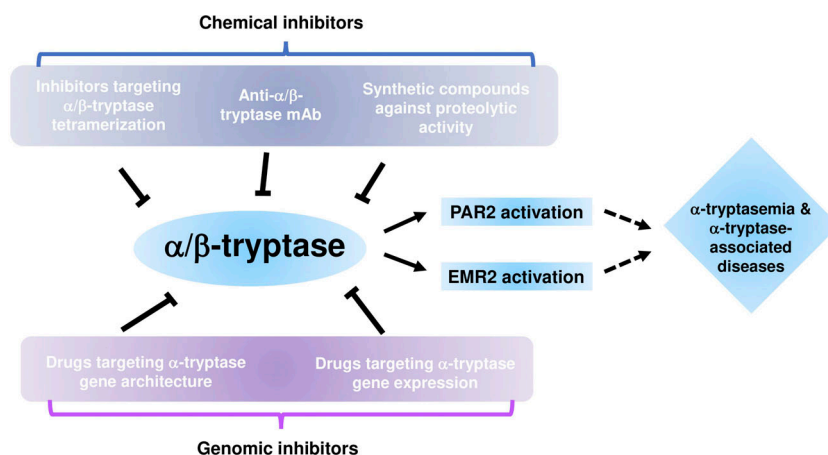 Chemical inhibitors
Inhibitors targeting
α/β-tryptase
tetramerization
Anti-α/β-
tryptase mAb
Synthetic compounds
against proteolytic
activity
α/β-tryptase
PAR2 activation
EMR2 activation
α-tryptasemia &
α-tryptase-
associated
diseases
Drugs targeting α-tryptase
gene architecture
Drugs targeting α-tryptase
gene expression
Genomic inhibitors